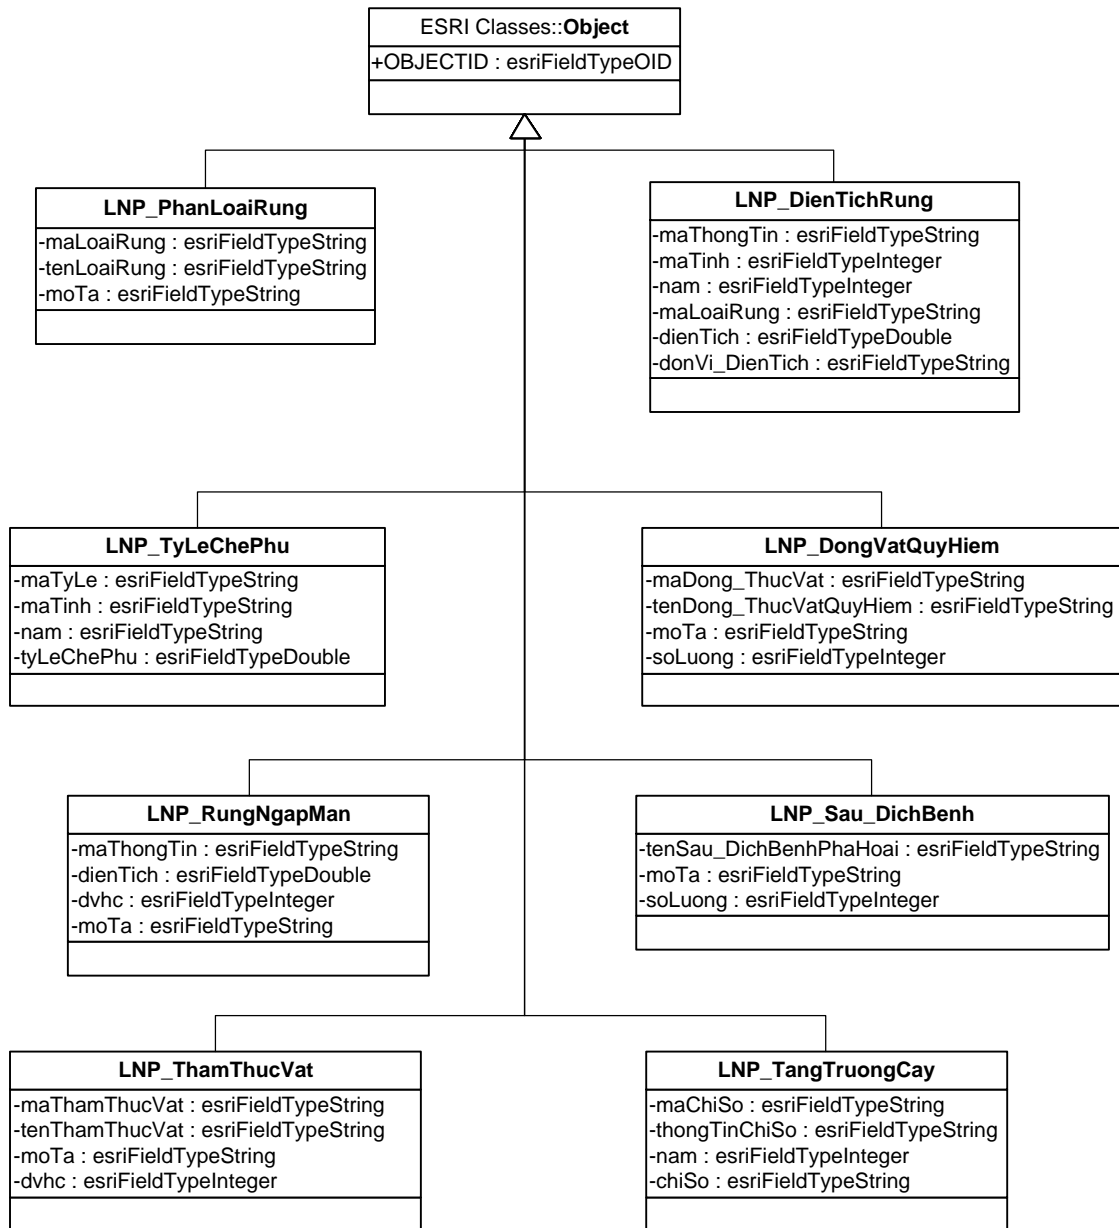 ESRI Classes::Object
+OBJECTID : esriFieldTypeOID
LNP_PhanLoaiRung
-maLoaiRung : esriFieldTypeString
-tenLoaiRung : esriFieldTypeString
-moTa : esriFieldTypeString
LNP_DienTichRung
-maThongTin : esriFieldTypeString
-maTinh : esriFieldTypeInteger
-nam : esriFieldTypeInteger
-maLoaiRung : esriFieldTypeString
-dienTich : esriFieldTypeDouble
-donVi_DienTich : esriFieldTypeString
LNP_TyLeChePhu
-maTyLe : esriFieldTypeString
-maTinh : esriFieldTypeString
-nam : esriFieldTypeString
-tyLeChePhu : esriFieldTypeDouble
LNP_DongVatQuyHiem
-maDong_ThucVat : esriFieldTypeString
-tenDong_ThucVatQuyHiem : esriFieldTypeString
-moTa : esriFieldTypeString
-soLuong : esriFieldTypeInteger
LNP_RungNgapMan
-maThongTin : esriFieldTypeString
-dienTich : esriFieldTypeDouble
-dvhc : esriFieldTypeInteger
-moTa : esriFieldTypeString
LNP_Sau_DichBenh
-tenSau_DichBenhPhaHoai : esriFieldTypeString
-moTa : esriFieldTypeString
-soLuong : esriFieldTypeInteger
LNP_ThamThucVat
-maThamThucVat : esriFieldTypeString
-tenThamThucVat : esriFieldTypeString
-moTa : esriFieldTypeString
-dvhc : esriFieldTypeInteger
LNP_TangTruongCay
-maChiSo : esriFieldTypeString
-thongTinChiSo : esriFieldTypeString
-nam : esriFieldTypeInteger
-chiSo : esriFieldTypeString